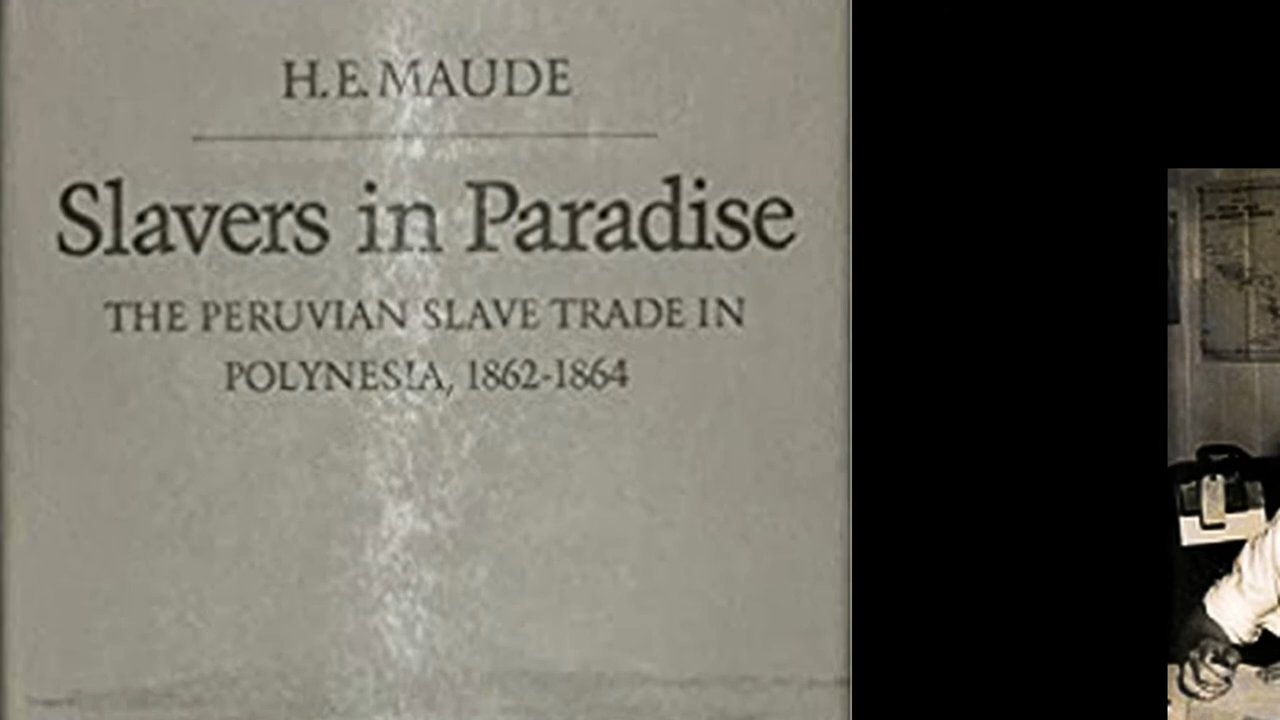 H.E. MAUDE
Slavers in Paradise
THE PERUVIAN SLAVE TRADE IN
POLYNESIA, 1862-1864